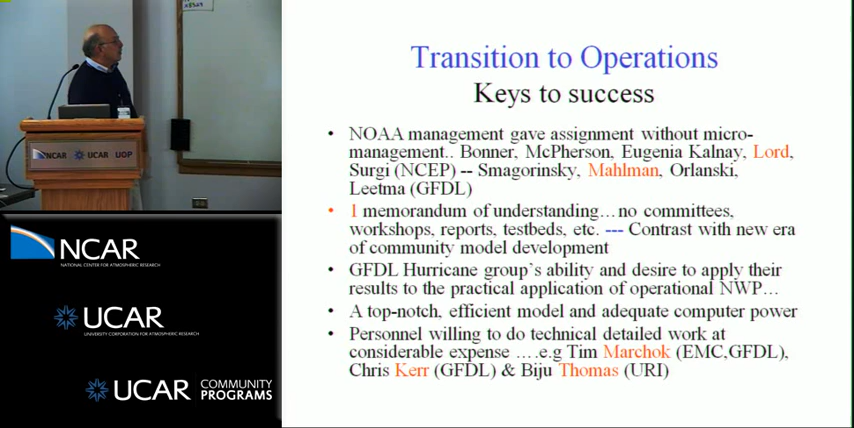 Transition to Operations
Keys to success
• NOAA management gave assignment without micro-
management.. Bonner, McPherson, Eugenia Kalnay, Lord,
Surgi (NCEP) -- Smagorinsky, Mahlman, Orlanski,
Leetma (GFDL)
• 1 memorandum of understanding…no committees,
workshops, reports, testbeds, etc. --- Contrast with new era
of community model development
• GFDL Hurricane group`s ability and desire to apply their
results to the practical application of operational NWP…
• A top-notch, efficient model and adequate computer power
• Personnel willing to do technical detailed work at
considerable expense ….e.g Tim Marchok (EMC,GFDL),
Chris Kerr (GFDL) & Biju Thomas (URI)
NCAR UCAR UOP
NCAR
NATIONAL CENTER FOR ATMOSPHERIC RESEARCH
UCAR
UNIVERSITY CORPORATION FOR ATMOSPHERIC RESEARCH
UCAR COMMUNITY
PROGRAMS